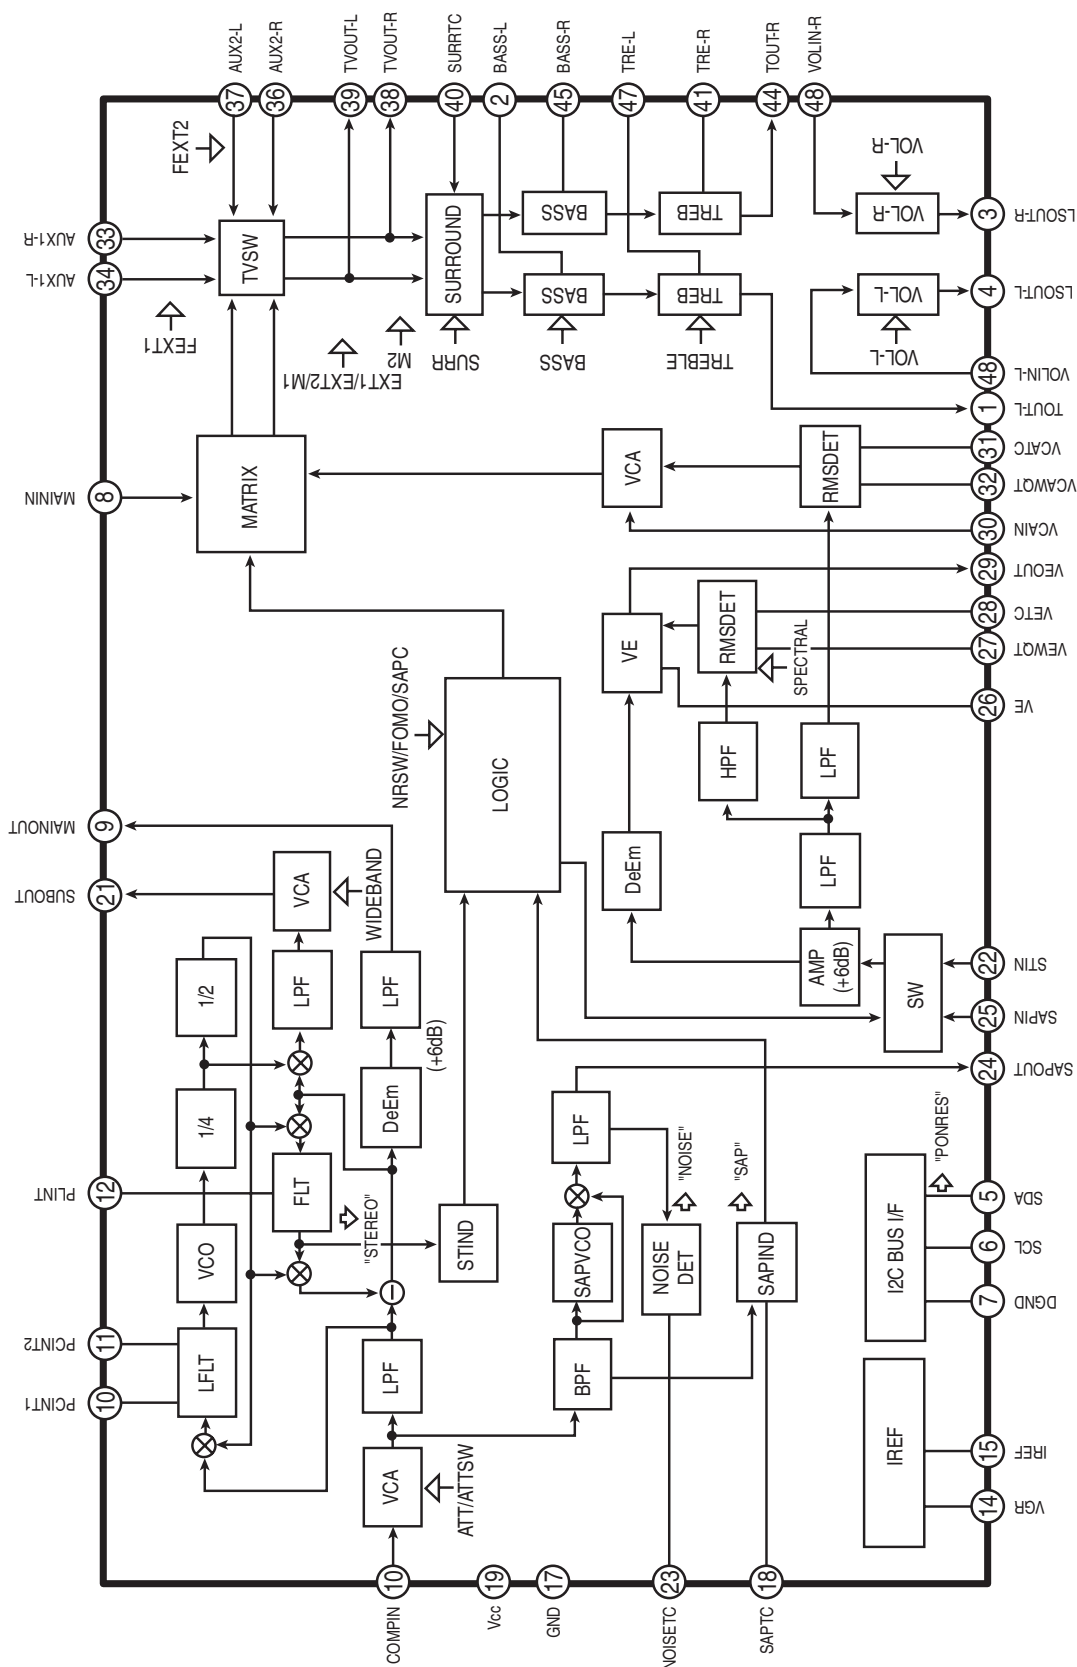 AUX2-L
AUX2-R
TVOUT-L
TVOUT-R
SURRTC
BASS-L
BASS-R
TRE-L
TRE-R
TOUT-R
VOLIN-R
37
36
39
38
40
2
45
47
41
44
48
FEXT2
AUX1-R
33
AUX1-L
34
FEXT1
TVSW
EXT1/EXT2/M1
M2
SURROUND
SURR
BASS
BASS
BASS
TREB
TREB
TREBLE
VOL-R
VOL-R
VOL-L
VOL-L
3
LSOUT-R
4
LSOUT-L
48
VOLIN-L
1
TOUT-L
31
VCATC
32
VCAWQT
30
VCAIN
29
VEOUT
28
VETC
27
VEWQT
26
VE
MAININ
8
MATRIX
VCA
RMSDET
VE
RMSDET
SPECTRAL
NRSW/FOMO/SAPC
LOGIC
HPF
LPF
DeEm
LPF
AMP
(+6dB)
SW
22
STIN
25
SAPIN
24
SAPOUT
MAINOUT
9
SUBOUT
21
VCA
WIDEBAND
1/2
LPF
LPF
(+6dB)
1/4
DeEm
PLINT
12
FLT
"STEREO"
STIND
VCO
PCINT2
11
PCINT1
10
LFLT
LPF
VCA
ATT/ATTSW
LPF
SAPVCO
BPF
"NOISE"
NOISE
DET
"SAP"
SAPIND
"PONRES"
I2C BUS I/F
5
SDA
6
SCL
7
DGND
IREF
15
IREF
14
VGR
10
19
17
23
18
COMPIN
Vcc
GND
NOISETC
SAPTC